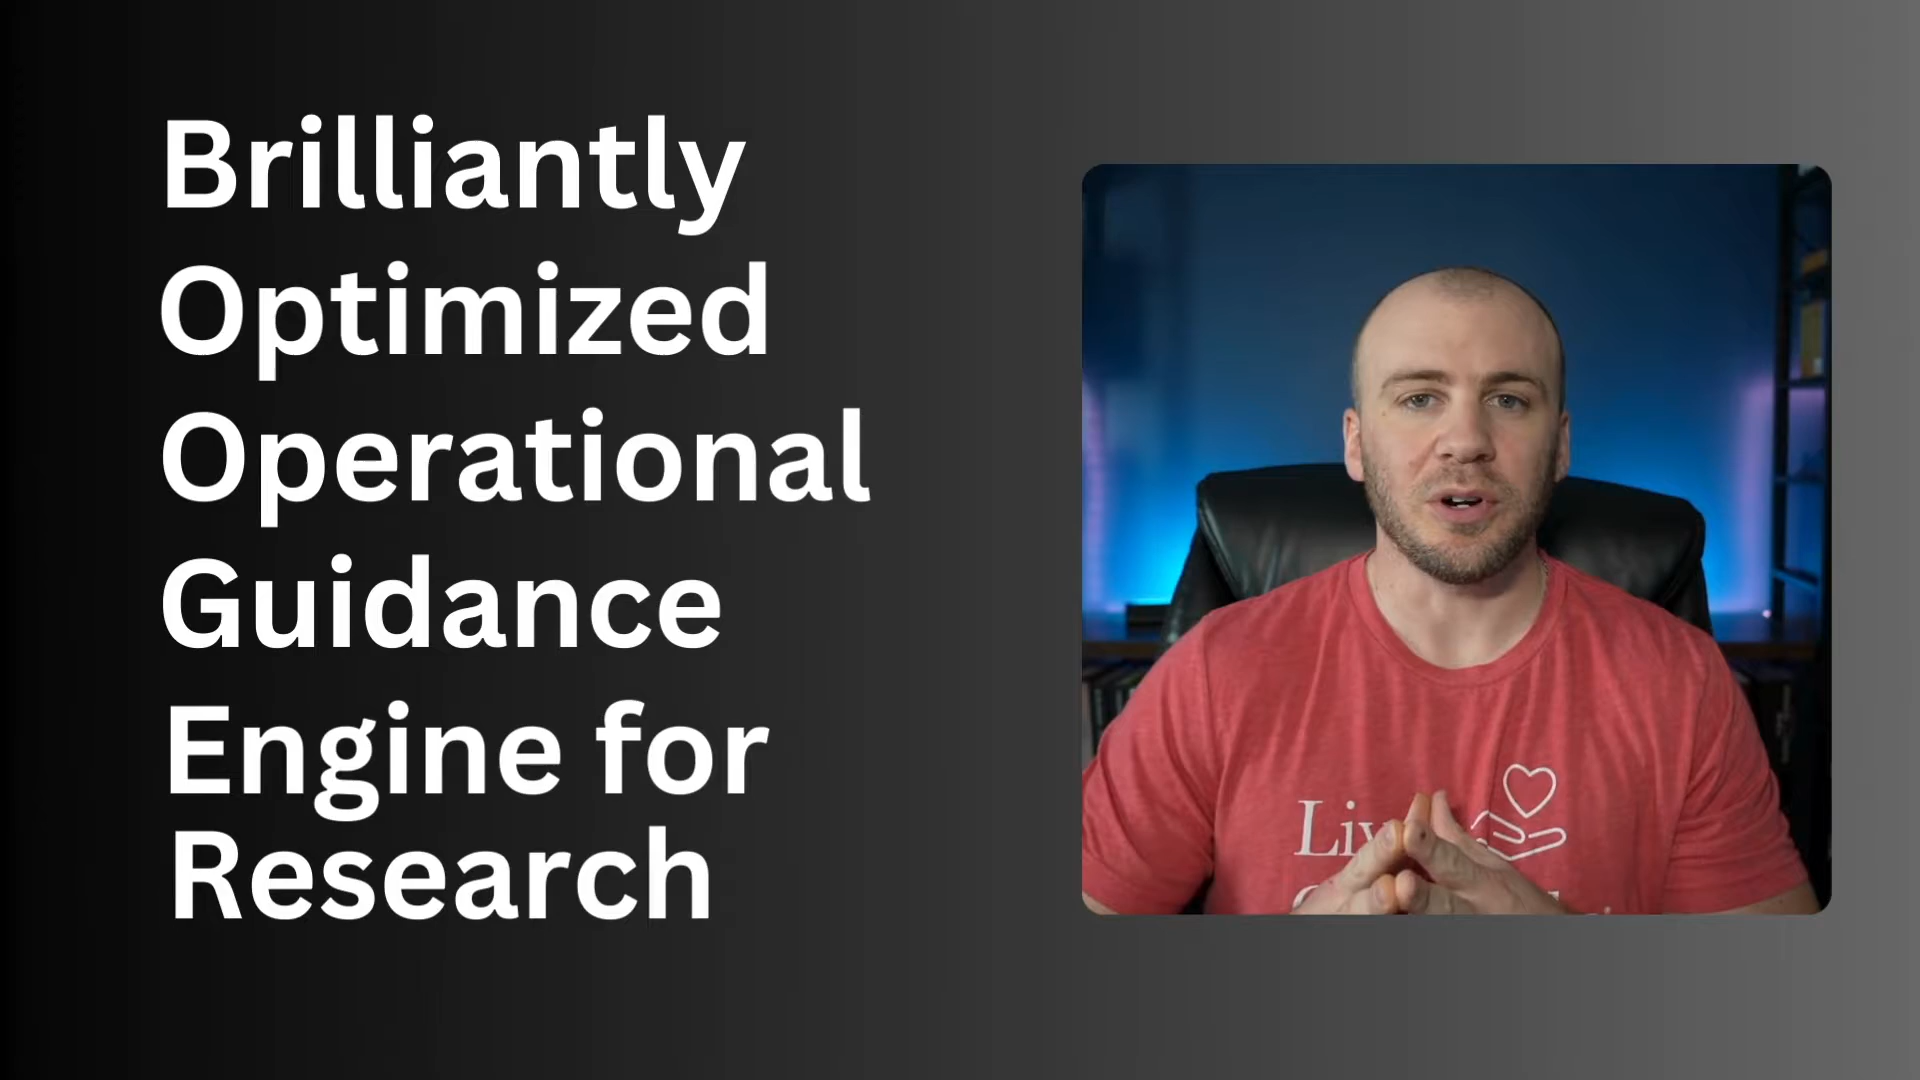 Brilliantly
Optimized
Operational
Guidance
Engine for
Research